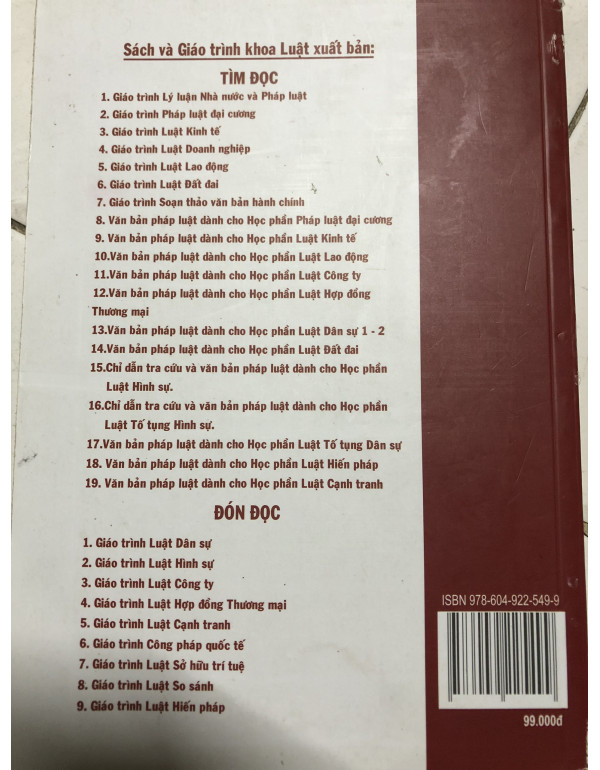 Sách và Giáo trình khoa Luật xuất bản:
TÌM ĐỌC
1. Giáo trình Lý luận Nhà nước và Pháp luật
2. Giáo trình Pháp luật đại cương
3. Giáo trình Luật Kinh tế
4. Giáo trình Luật Doanh nghiệp
5. Giáo trình Luật Lao động
6. Giáo trình Luật Đất đai
7. Giáo trình Soạn thảo văn bản hành chính
8. Văn bản pháp luật dành cho Học phần Pháp luật đại cương
9. Văn bản pháp luật dành cho Học phần Luật Kinh tế
10.Văn bản pháp luật dành cho Học phần Luật Lao động
11.Văn bản pháp luật dành cho Học phần Luật Công ty
12.Văn bản pháp luật dành cho Học phần Luật Hợp đồng
Thương mại
13.Văn bản pháp luật dành cho Học phần Luật Dân sự 1 - 2
14.Văn bản pháp luật dành cho Học phần Luật Đất đai
15.Chỉ dẫn tra cứu và văn bản pháp luật dành cho Học phần
Luật Hình sự.
16.Chỉ dẫn tra cứu và văn bản pháp luật dành cho Học phần
Luật Tố tụng Hình sự.
17.Văn bản pháp luật dành cho Học phần Luật Tố tụng Dân sự
18. Văn bản pháp luật dành cho Học phần Luật Hiến pháp
19. Văn bản pháp luật dành cho Học phần Luật Cạnh tranh
ĐÓN ĐỌC
1. Giáo trình Luật Dân sự
2. Giáo trình Luật Hình sự
3. Giáo trình Luật Công ty
4. Giáo trình Luật Hợp đồng Thương mại
5. Giáo trình Luật Cạnh tranh
6. Giáo trình Công pháp quốc tế
7. Giáo trình Luật Sở hữu trí tuệ
8. Giáo trình Luật So sánh
9. Giáo trình Luật Hiến pháp
ISBN 978-604-922-549-9
99.000đ